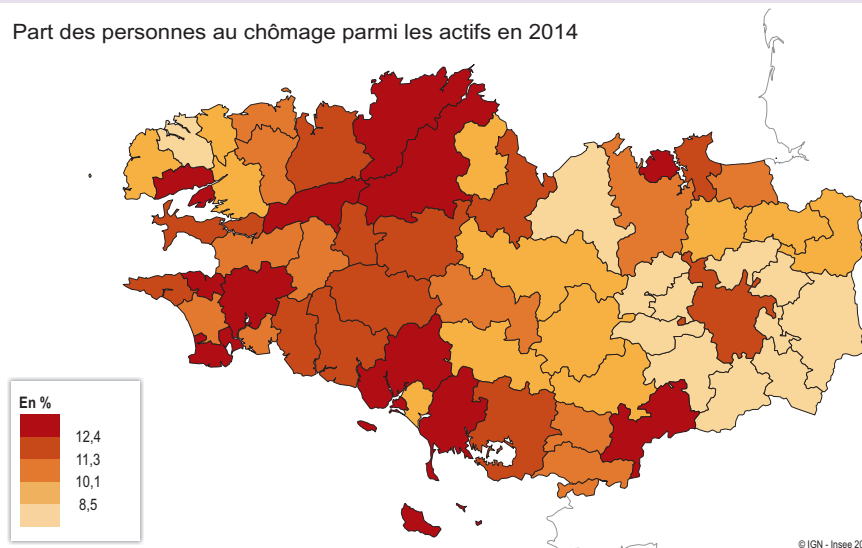 Part des personnes au chômage parmi les actifs en 2014
En %
12,4
11,3
10,1
8,5
© IGN - Insee 20